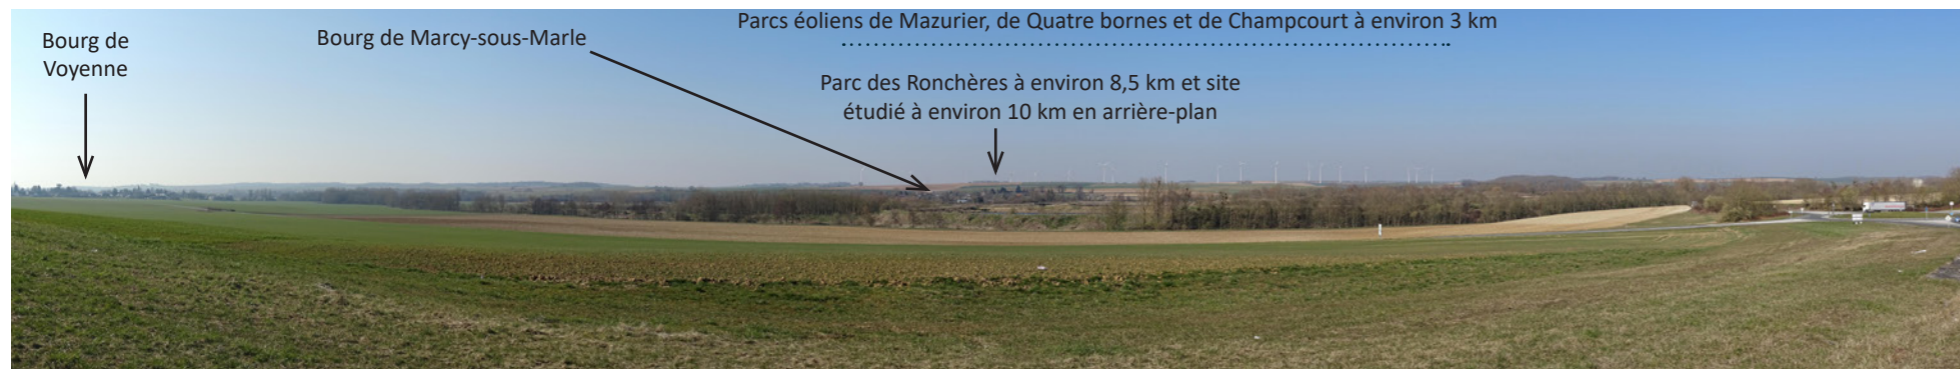 Bourg de
Voyenne
Bourg de Marcy-sous-Marle
Parcs éoliens de Mazurier, de Quatre bornes et de Champcourt à environ 3 km
Parc des Ronchères à environ 8,5 km et site
étudié à environ 10 km en arrière-plan